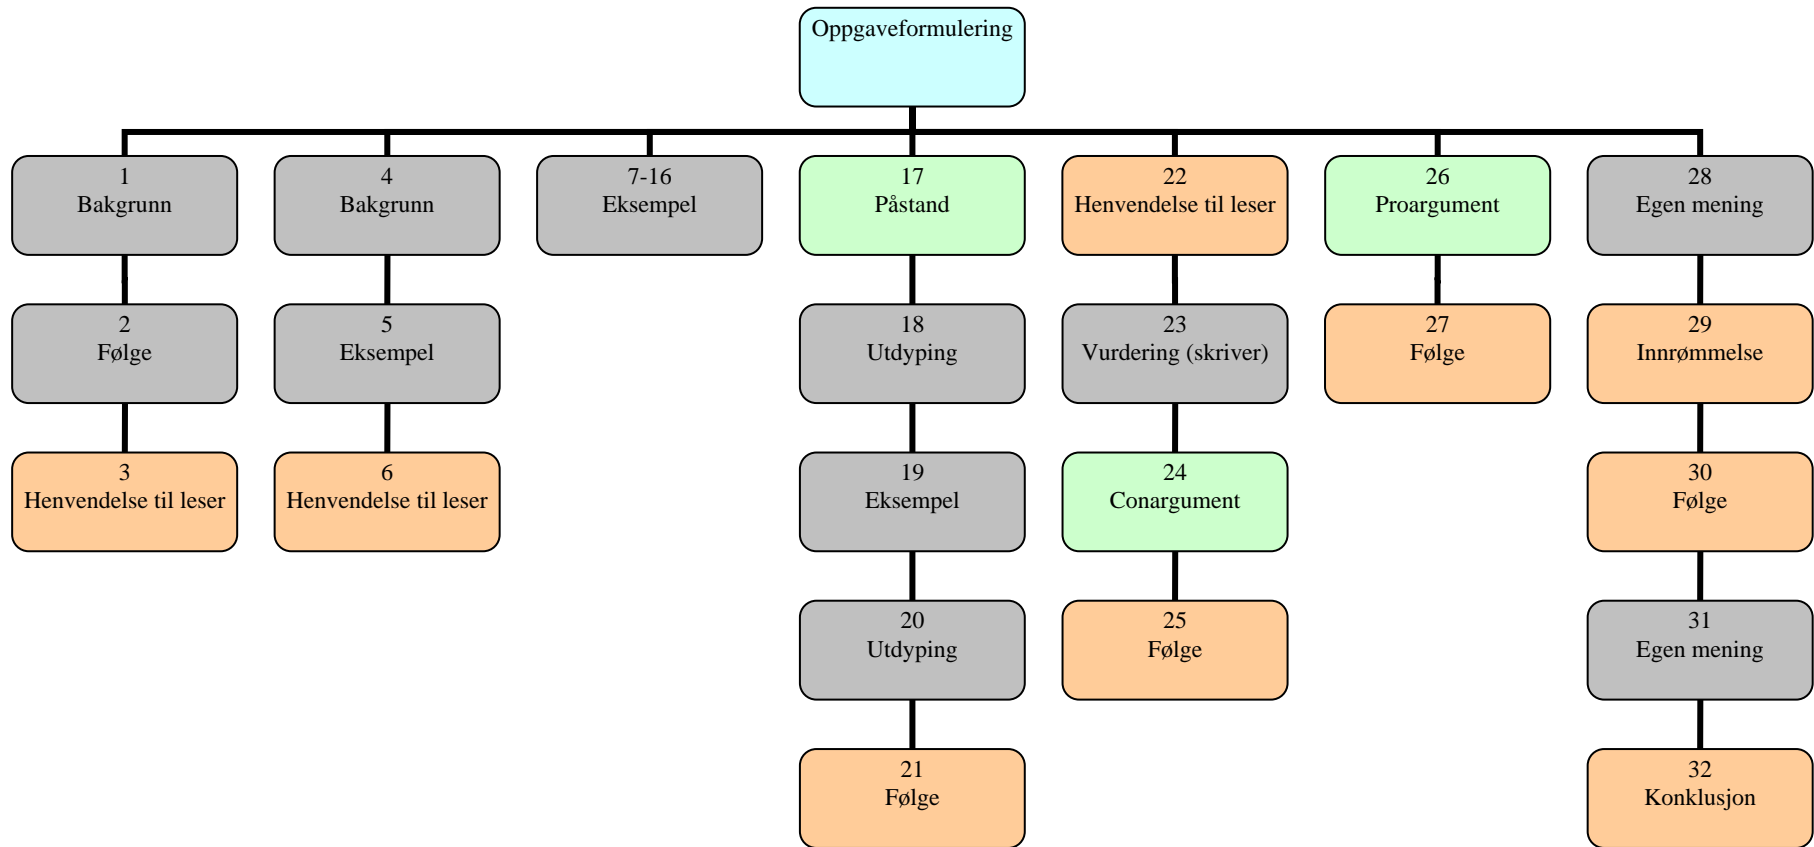 Oppgaveformulering
1
Bakgrunn
4
Bakgrunn
7-16
Eksempel
17
Påstand
22
Henvendelse til leser
26
Proargument
28
Egen mening
2
Følge
5
Eksempel
18
Utdyping
23
Vurdering (skriver)
27
Følge
29
Innrømmelse
3
Henvendelse til leser
6
Henvendelse til leser
19
Eksempel
24
Conargument
30
Følge
20
Utdyping
25
Følge
31
Egen mening
21
Følge
32
Konklusjon